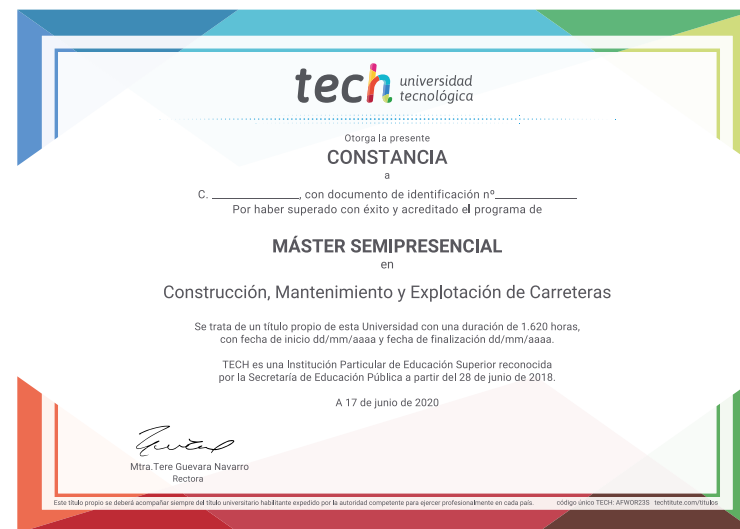 tech universidad
tecnológica
Otorga la presente
CONSTANCIA
a
C. ______________, con documento de identificación nº______________
Por haber superado con éxito y acreditado el programa de
MÁSTER SEMIPRESENCIAL
en
Construcción, Mantenimiento y Explotación de Carreteras
Se trata de un título propio de esta Universidad con una duración de 1.620 horas,
con fecha de inicio dd/mm/aaaa y fecha de finalización dd/mm/aaaa.
TECH es una Institución Particular de Educación Superior reconocida
por la Secretaría de Educación Pública a partir del 28 de junio de 2018.
A 17 de junio de 2020
Mtra.Tere Guevara Navarro
Rectora
Este título propio se deberá acompañar siempre del título universitario habilitante expedido por la autoridad competente para ejercer profesionalmente en cada país. código único TECH: AFWOR23S techtitute.com/titulos